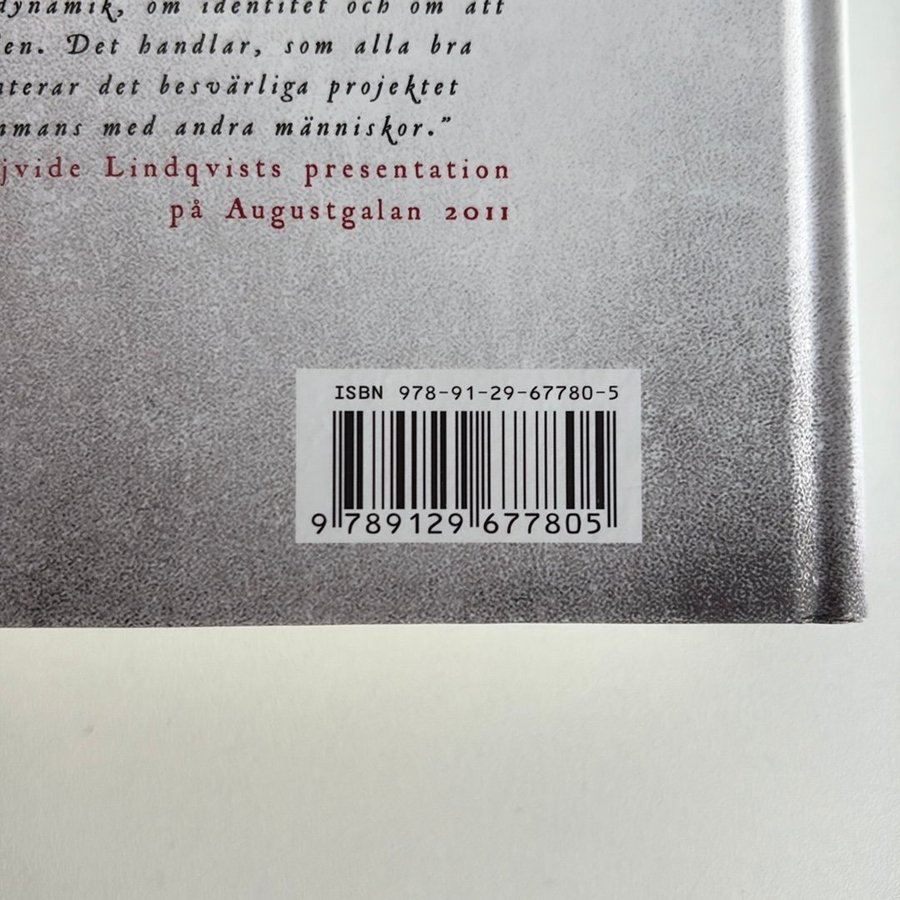 dynamik, om identitet och om att
en. Det handlar, som alla bra
terar det besvärliga projektet
mmans med andra människor.”
jvide Lindqvists presentation
på Augustgalan 2011
ISBN 978-91-29-67780-5
9 789129 677805